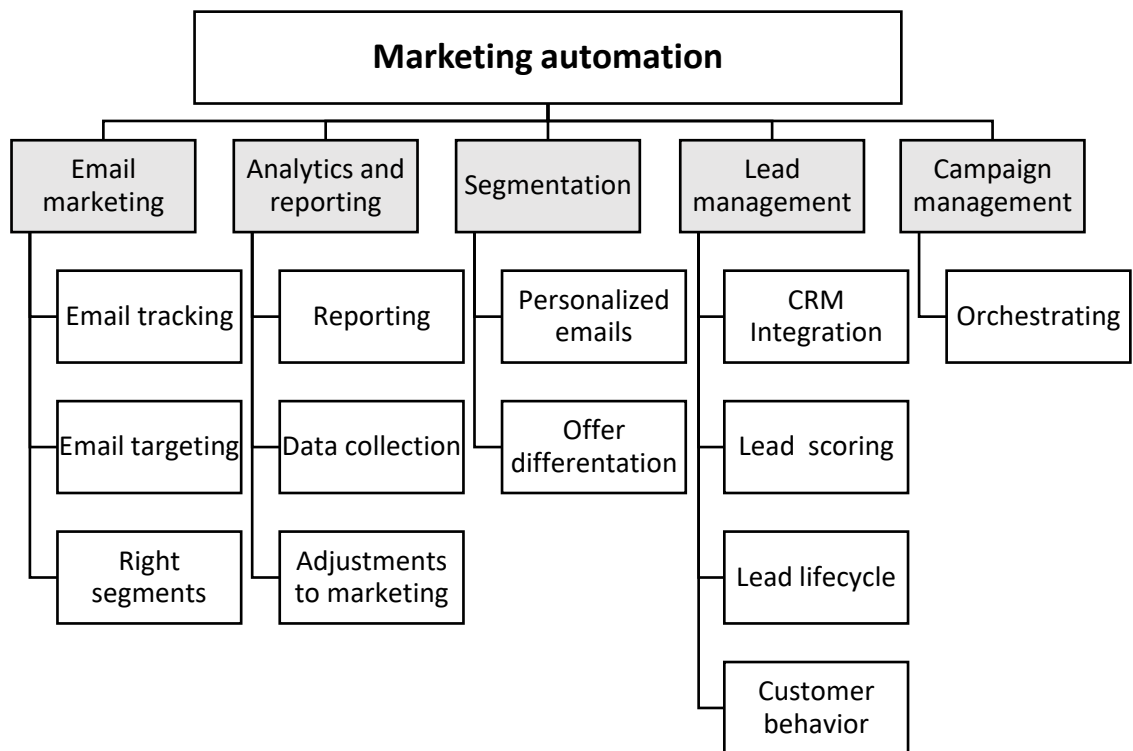 Marketing automation
Email
marketing
Analytics and
reporting
Segmentation
Lead
management
Campaign
management
Email tracking
Email targeting
Right
segments
Reporting
Data collection
Adjustments
to marketing
Personalized
emails
Offer
differentation
CRM
Integration
Lead  scoring
Lead lifecycle
Customer
behavior
Orchestrating